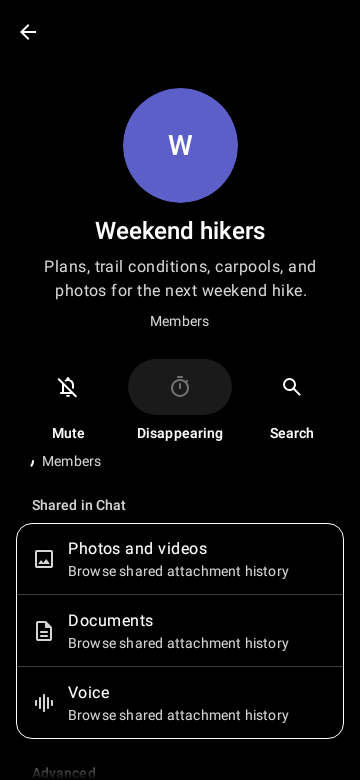 W
Weekend hikers
Plans, trail conditions, carpools, and
photos for the next weekend hike.
Members
Mute
Disappearing
Search
Members
Shared in Chat
Photos and videos
Browse shared attachment history
Documents
Browse shared attachment history
Voice
Browse shared attachment history
Advanced